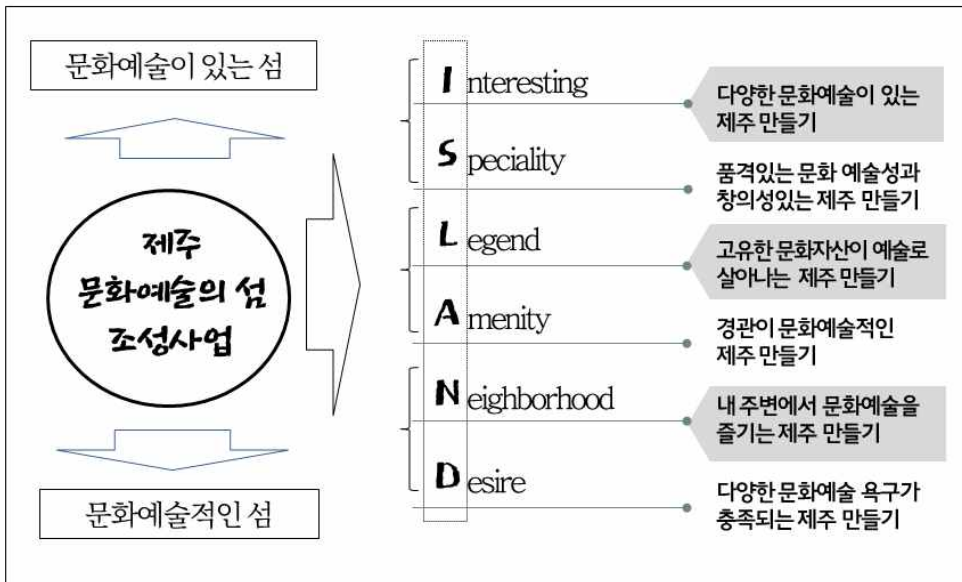 문화예술이 있는 섬
제주
문화예술의 섬
조성사업
문화예술적인 섬
Interesting
Speciality
Legend
Amenity
Neighborhood
Desire
다양한 문화예술이 있는
제주 만들기
품격있는 문화 예술성과
창의성있는 제주 만들기
고유한 문화자산이 예술로
살아나는 제주 만들기
경관이 문화예술적인
제주 만들기
내 주변에서 문화예술을
즐기는 제주 만들기
다양한 문화예술 욕구가
충족되는 제주 만들기